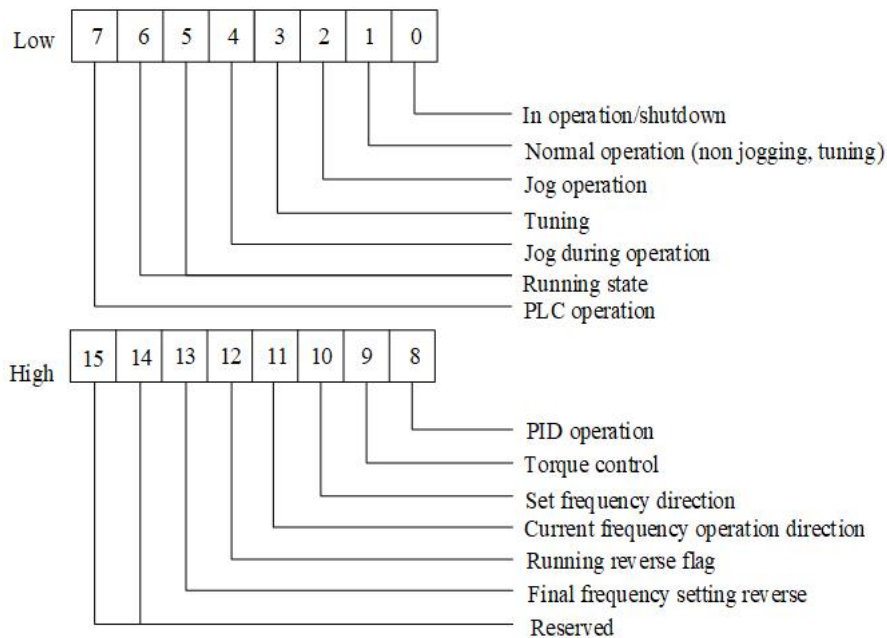 Low 7 6 5 4 3 2 1 0
In operation/shutdown
Normal operation (non jogging, tuning)
Jog operation
Tuning
Jog during operation
Running state
PLC operation
High 15 14 13 12 11 10 9 8
PID operation
Torque control
Set frequency direction
Current frequency operation direction
Running reverse flag
Final frequency setting reverse
Reserved